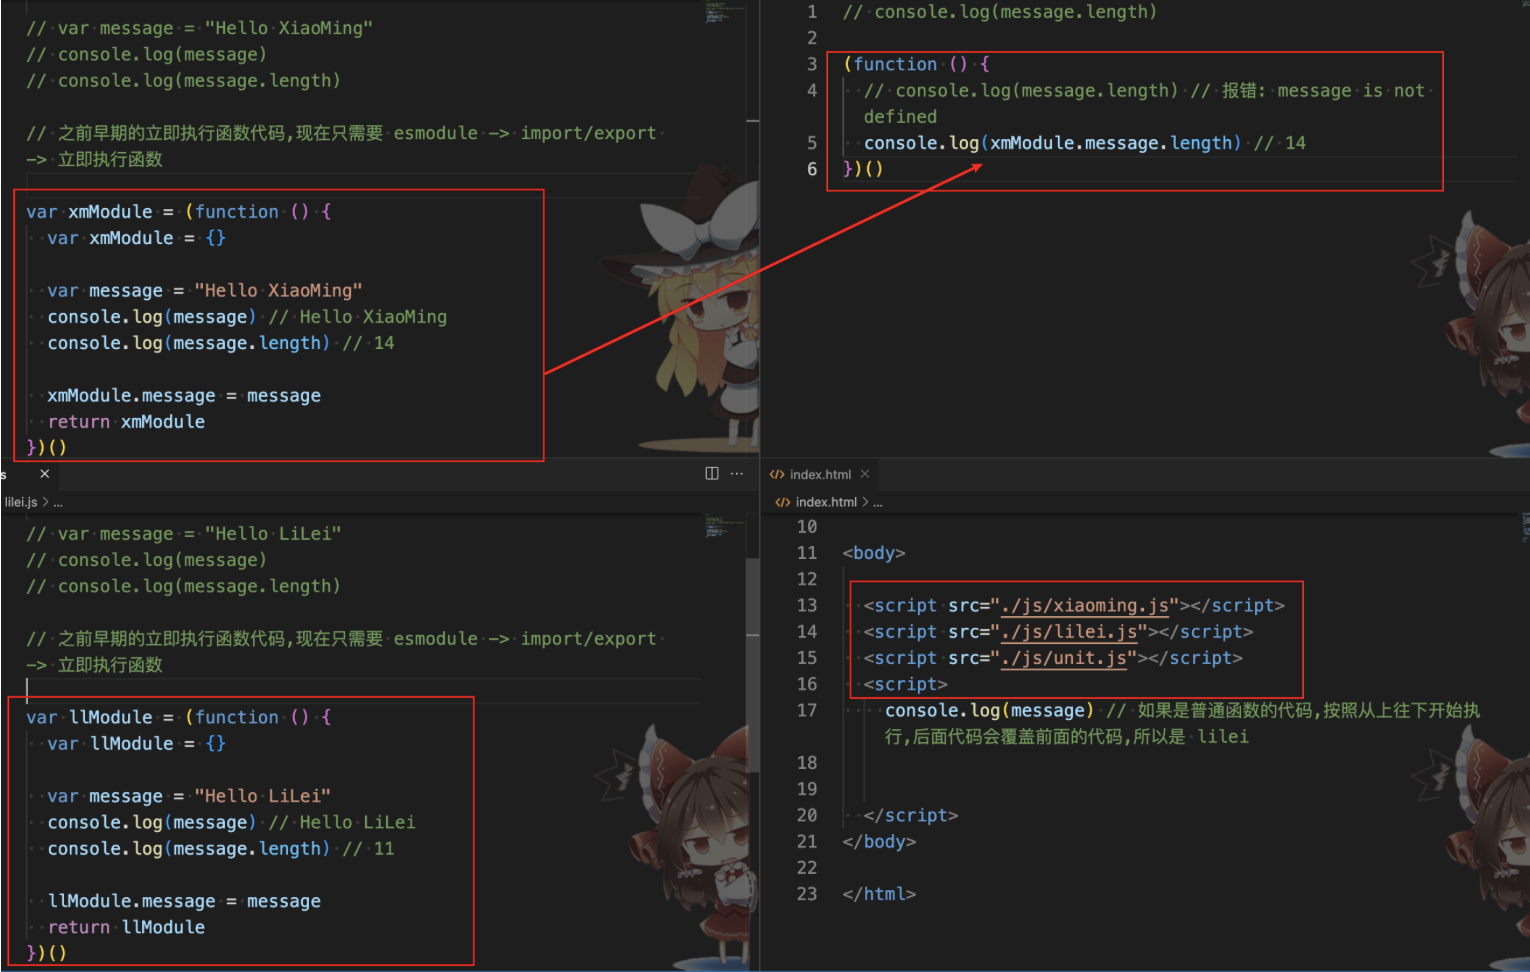 // var message = "Hello XiaoMing"
// console.log(message)
// console.log(message.length)
// 之前早期的立即执行函数代码,现在只需要 esmodule -> import/export
-> 立即执行函数
var xmModule = (function () {
var xmModule = {}
var message = "Hello XiaoMing"
console.log(message) // Hello XiaoMing
console.log(message.length) // 14
xmModule.message = message
return xmModule
})()
1 // console.log(message.length)
2
3 (function () {
4 // console.log(message.length) // 报错: message is not
defined
5 console.log(xmModule.message.length) // 14
6 })()
s ×
lilei.js > ...
// var message = "Hello LiLei"
// console.log(message)
// console.log(message.length)
// 之前早期的立即执行函数代码,现在只需要 esmodule -> import/export
-> 立即执行函数
var llModule = (function () {
var llModule = {}
var message = "Hello LiLei"
console.log(message) // Hello LiLei
console.log(message.length) // 11
llModule.message = message
return llModule
})()
index.html ×
index.html > ...
10
11 <body>
12
13 <script src="./js/xiaoming.js"></script>
14 <script src="./js/lilei.js"></script>
15 <script src="./js/unit.js"></script>
16 <script>
17 console.log(message) // 如果是普通函数的代码,按照从上往下开始执
行,后面代码会覆盖前面的代码,所以是 lilei
18
19
20 </script>
21 </body>
22
23 </html>